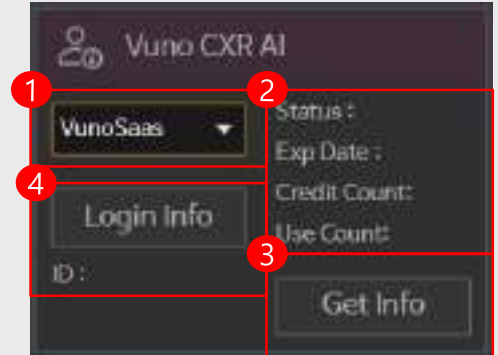 Vuno CXR AI
1
VunoSaas
2
Status :
Exp Date :
Credit Count:
Use Count:
4
Login Info
ID :
3
Get Info